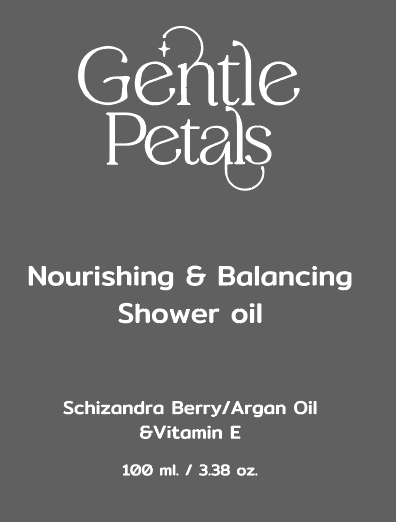 Gentle
Petals
Nourishing & Balancing
Shower oil
Schizandra Berry/Argan Oil
&Vitamin E
100 ml. / 3.38 oz.